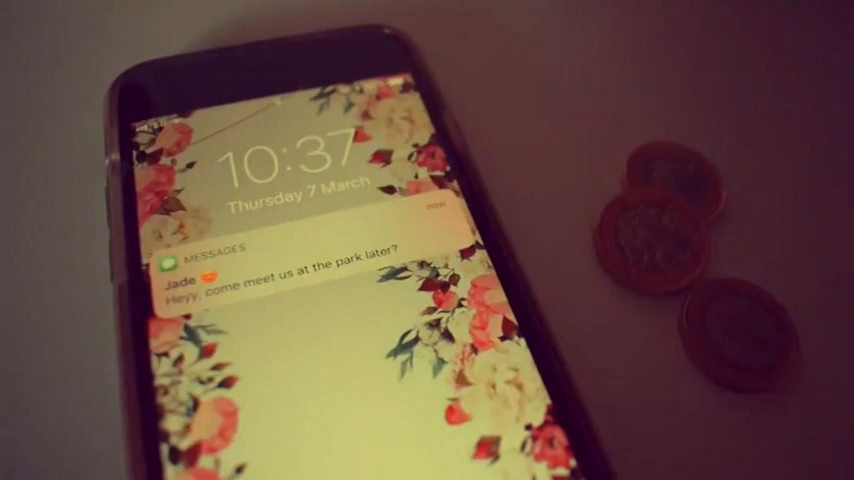 10:37
Thursday 7 March
MESSAGES
now
Jade 😍
Heyy, come meet us at the park later?